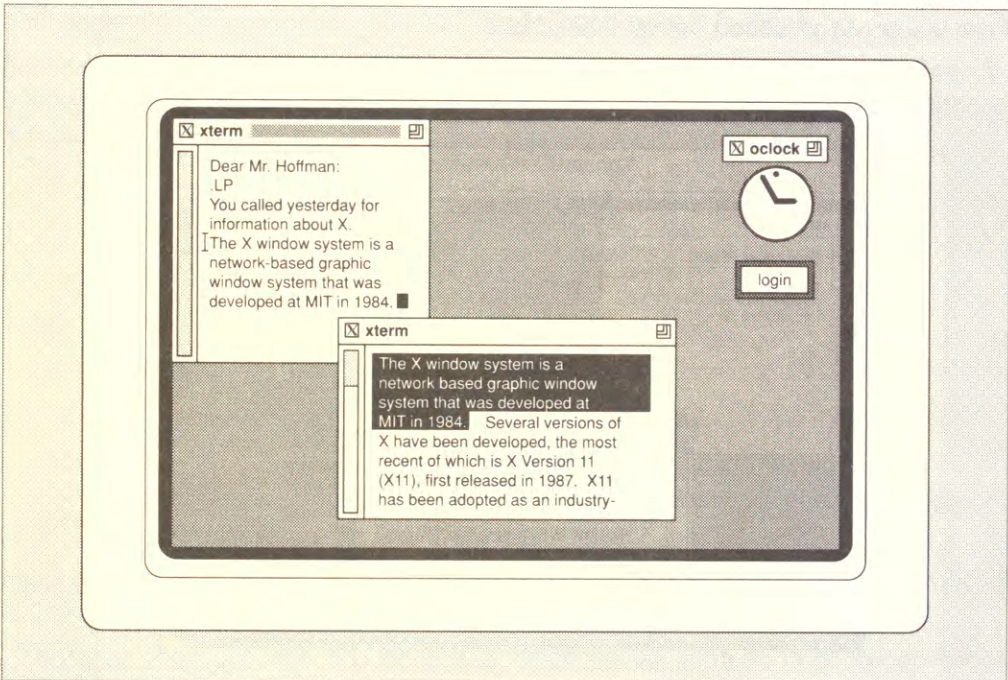 xterm
Dear Mr. Hoffman:
.LP
You called yesterday for
information about X.
The X window system is a
network-based graphic
window system that was
developed at MIT in 1984.
xterm
The X window system is a
network based graphic window
system that was developed at
MIT in 1984. Several versions of
X have been developed, the most
recent of which is X Version 11
(X11), first released in 1987. X11
has been adopted as an industry-
oclock
login